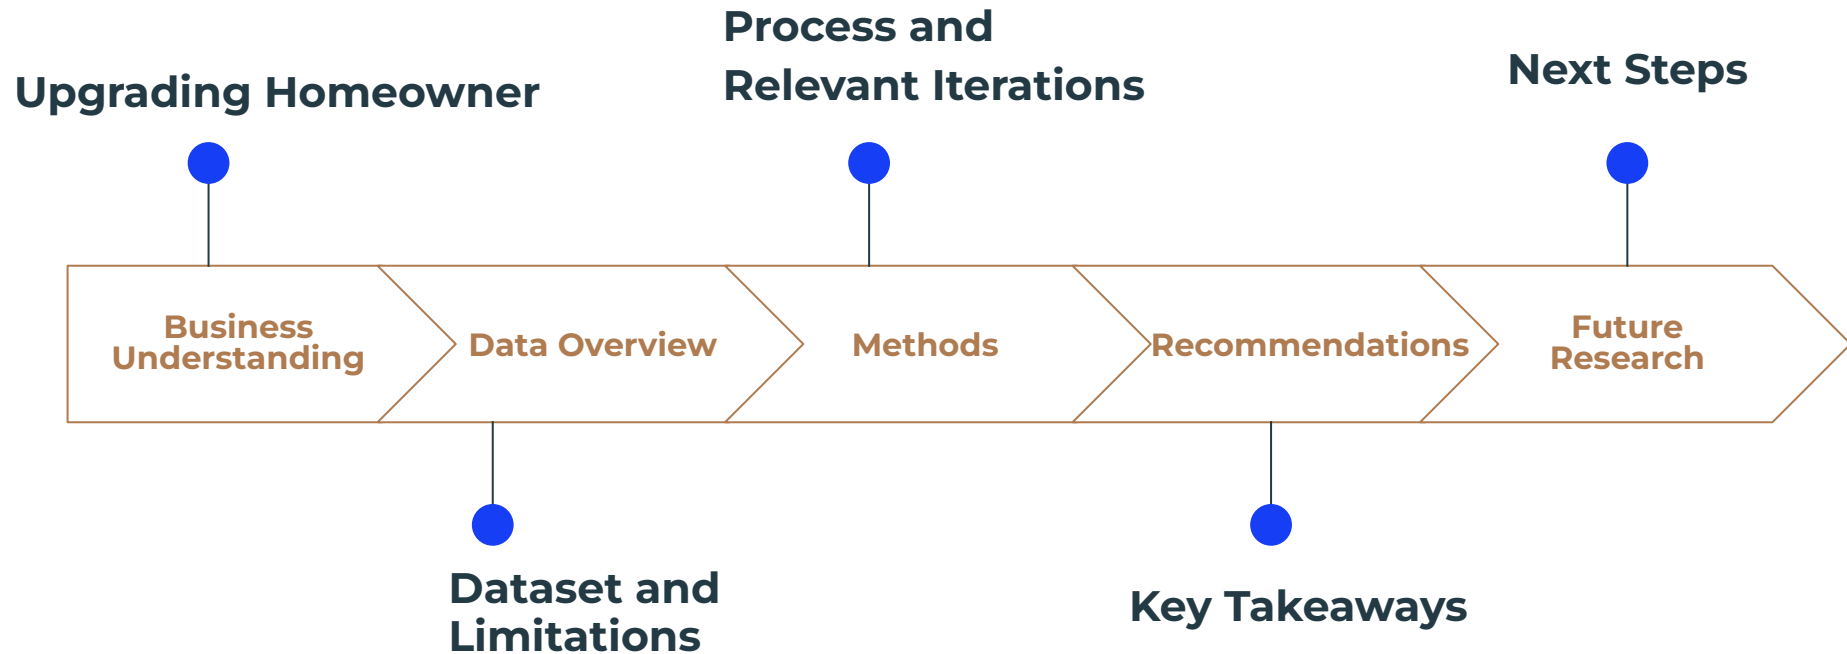 Process and
Relevant Iterations
Upgrading Homeowner
Next Steps
Business
Understanding
Data Overview
Methods
Recommendations
Future
Research
Dataset and
Limitations
Key Takeaways